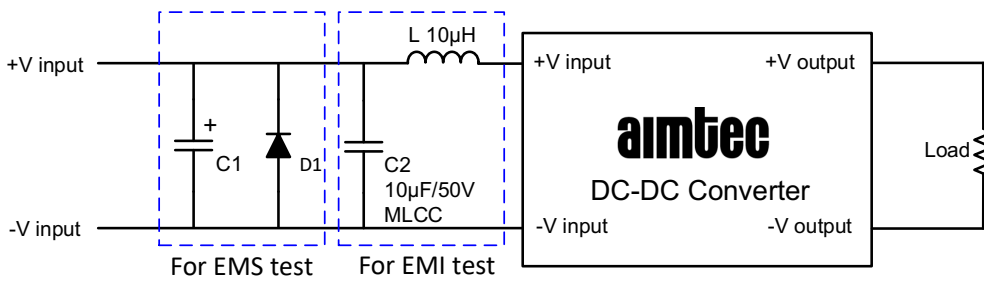 L 10µH
+V input
+V input
+V output
+
C1
D1
C2
10µF/50V
MLCC
aimtec
DC-DC Converter
Load
-V input
-V input
-V output
For EMS test
For EMI test